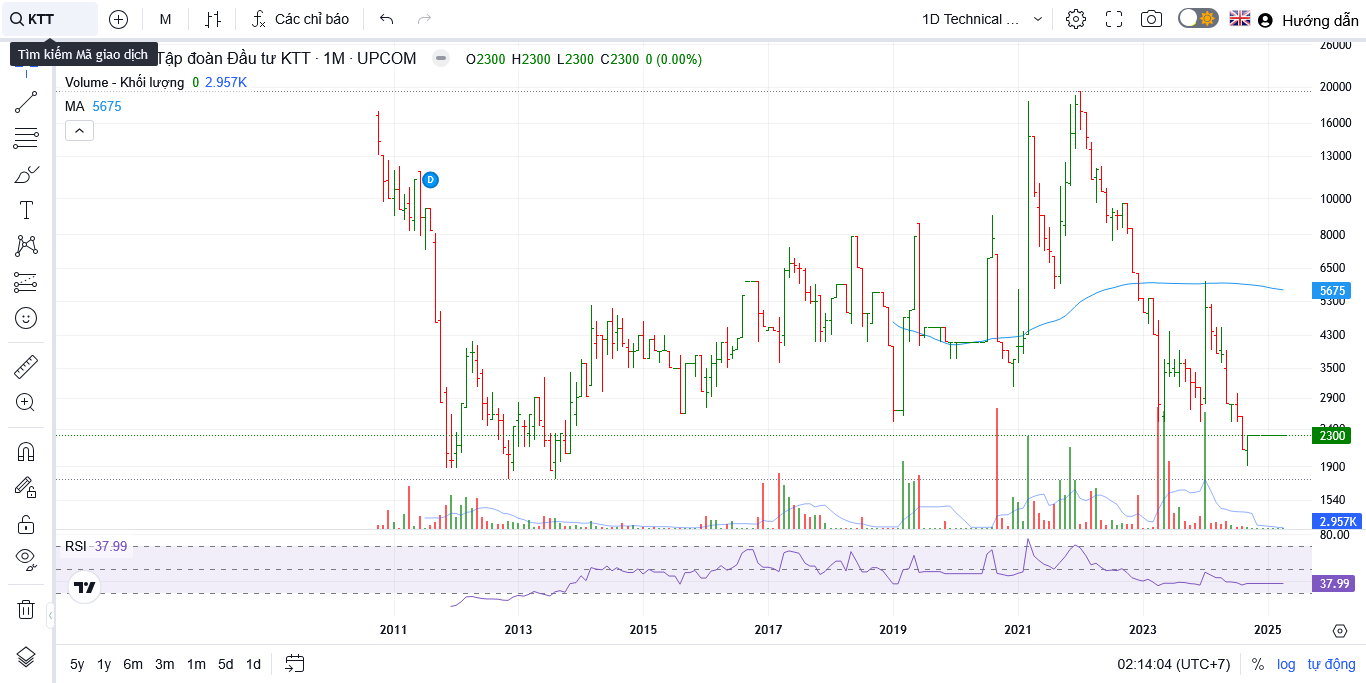 KTT
M
Các chỉ báo
1D Technical ...
Hướng dẫn
Tìm kiếm Mã giao dịch
Tập đoàn Đầu tư KTT · 1M · UPCOM
O2300 H2300 L2300 C2300 0 (0.00%)
Volume - Khối lượng 0 2.957K
MA 5675
D
26000
20000
16000
13000
10000
8000
6500
5675
5300
4300
3500
2900
2400
2300
1900
1540
2.957K
80.00
RSI 37.99
37.99
2011 2013 2015 2017 2019 2021 2023 2025
5y 1y 6m 3m 1m 5d 1d
02:14:04 (UTC+7) % log tự động